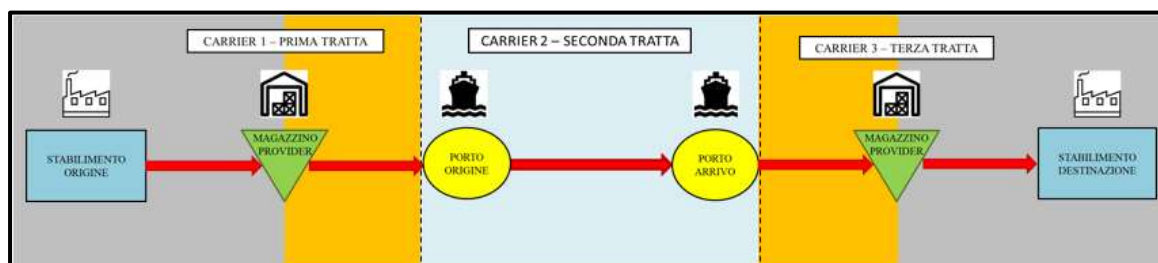 CARRIER 1 – PRIMA TRATTA
CARRIER 2 – SECONDA TRATTA
CARRIER 3 – TERZA TRATTA
STABILIMENTO
ORIGINE
MAGAZZINO
PROVIDER
PORTO
ORIGINE
PORTO
ARRIVO
MAGAZZINO
PROVIDER
STABILIMENTO
DESTINAZIONE